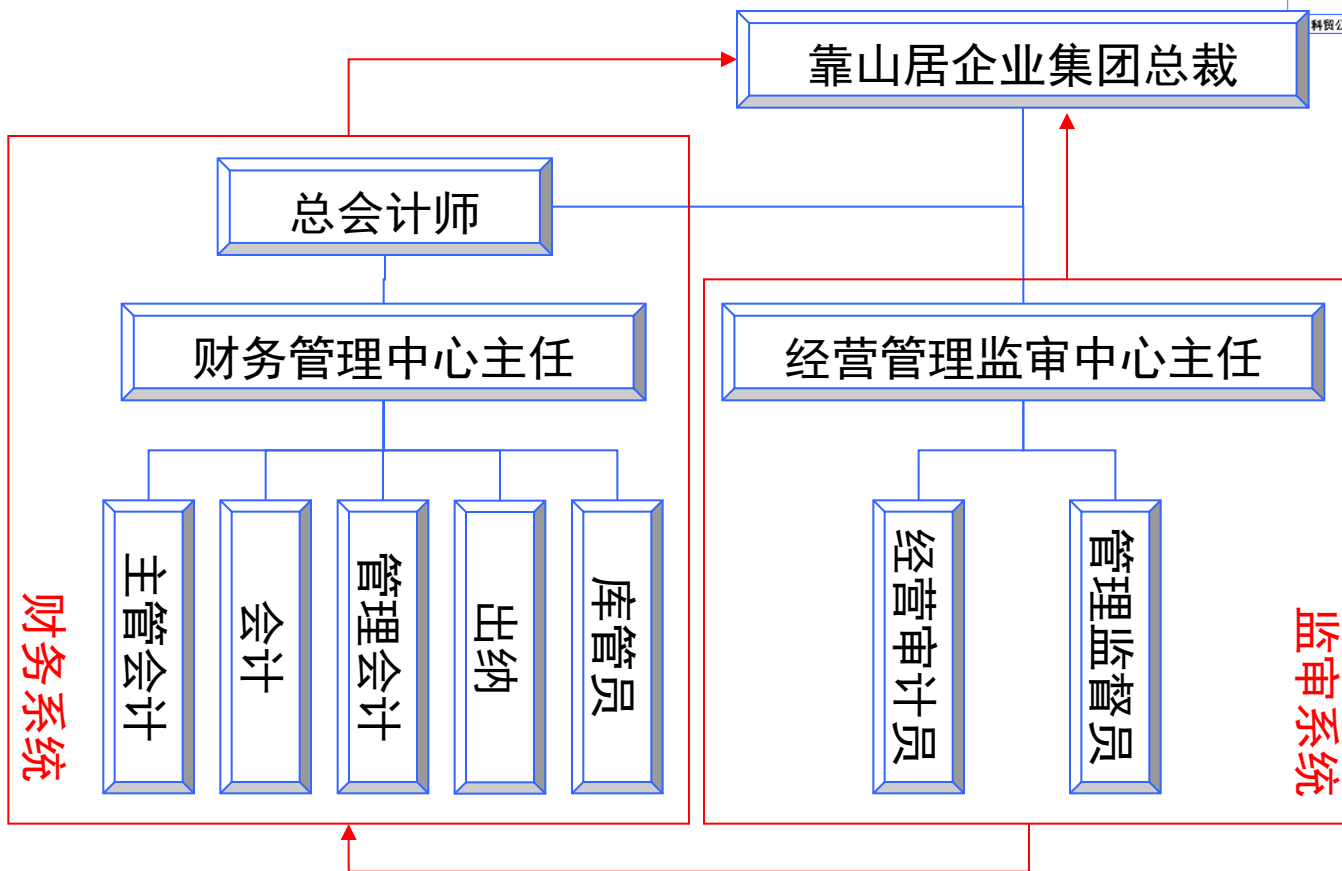 科贸公
靠山居企业集团总裁
总会计师
财务管理中心主任
经营管理监审中心主任
主管会计
会计
管理会计
出纳
库管员
经营审计员
管理监督员
财务系统
监审系统